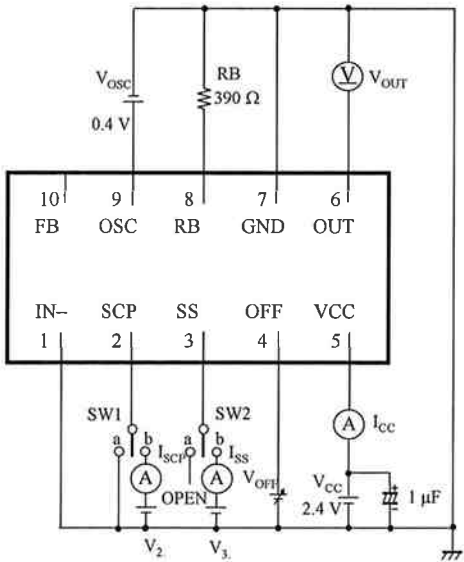 VOSC
0.4 V
RB
390 Ω
V
VOUT
10 9 8 7 6
FB OSC RB GND OUT
IN− SCP SS OFF VCC
1 2 3 4 5
SW1
SW2
a b
ISCP
a b
ISS
A
A
A
ICC
OPEN
VOFF
VCC
2.4 V
+
−
1 µF
V2.
V3.